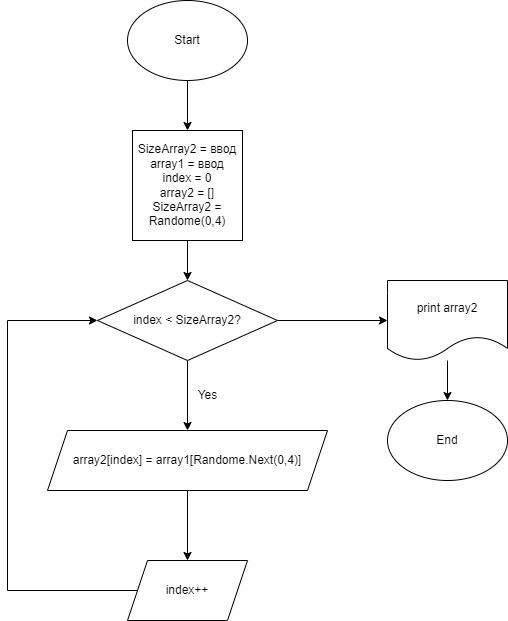 Start
SizeArray2 = ввод
array1 = ввод
index = 0
array2 = []
SizeArray2 =
Randome(0,4)
index < SizeArray2?
print array2
Yes
End
array2[index] = array1[Randome.Next(0,4)]
index++